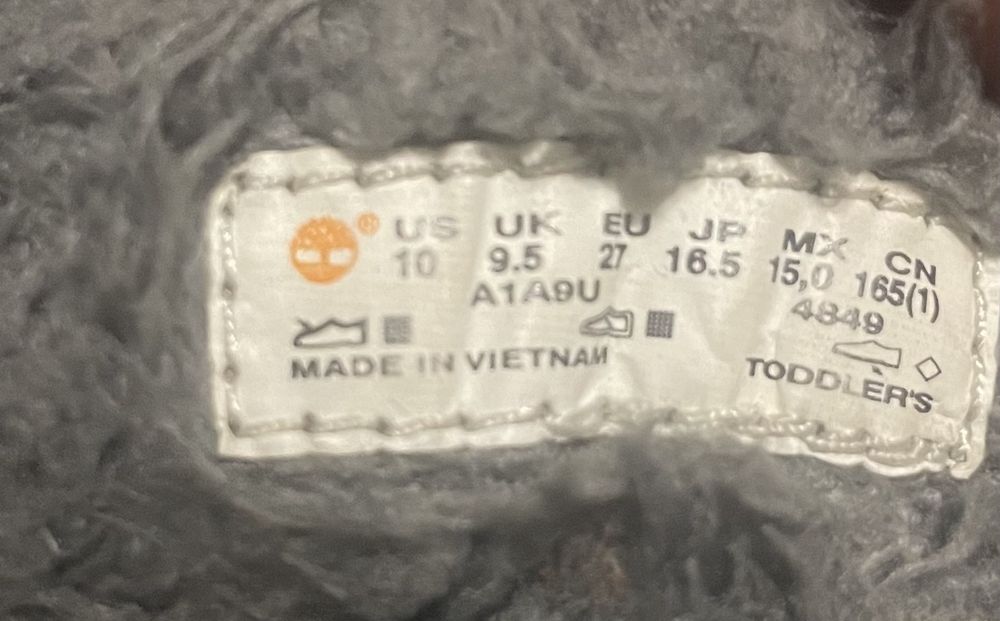 US UK EU JP MX CN
10 9.5 27 16.5 15,0 165(1)
A1A9U 4849
MADE IN VIETNAM TODDLER'S